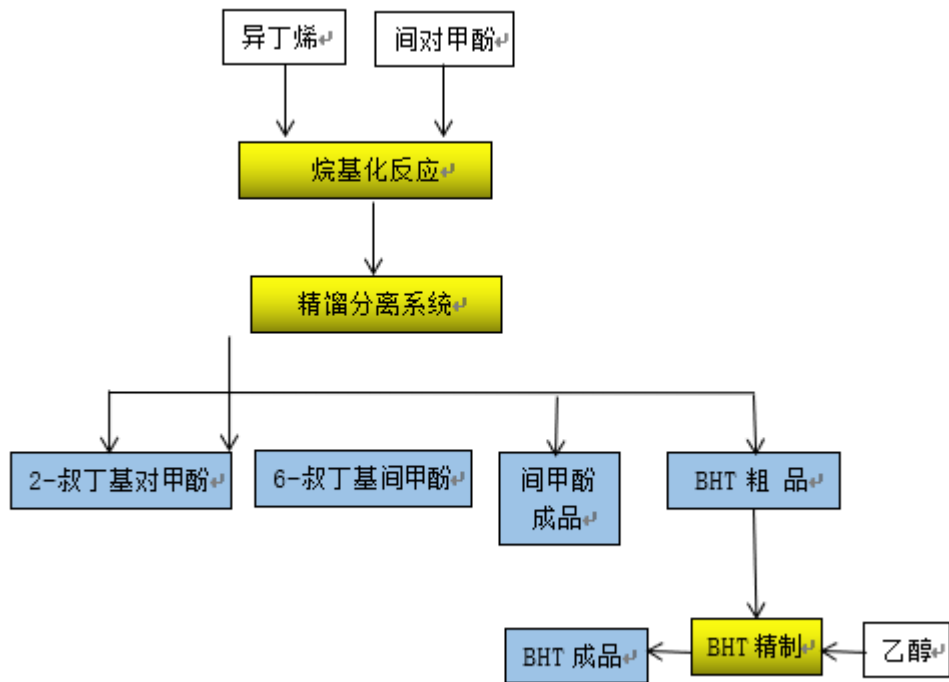 异丁烯
间对甲酚
烷基化反应
精馏分离系统
2-叔丁基对甲酚
6-叔丁基间甲酚
间甲酚
成品
BHT 粗 品
BHT 成品
BHT 精制
乙醇